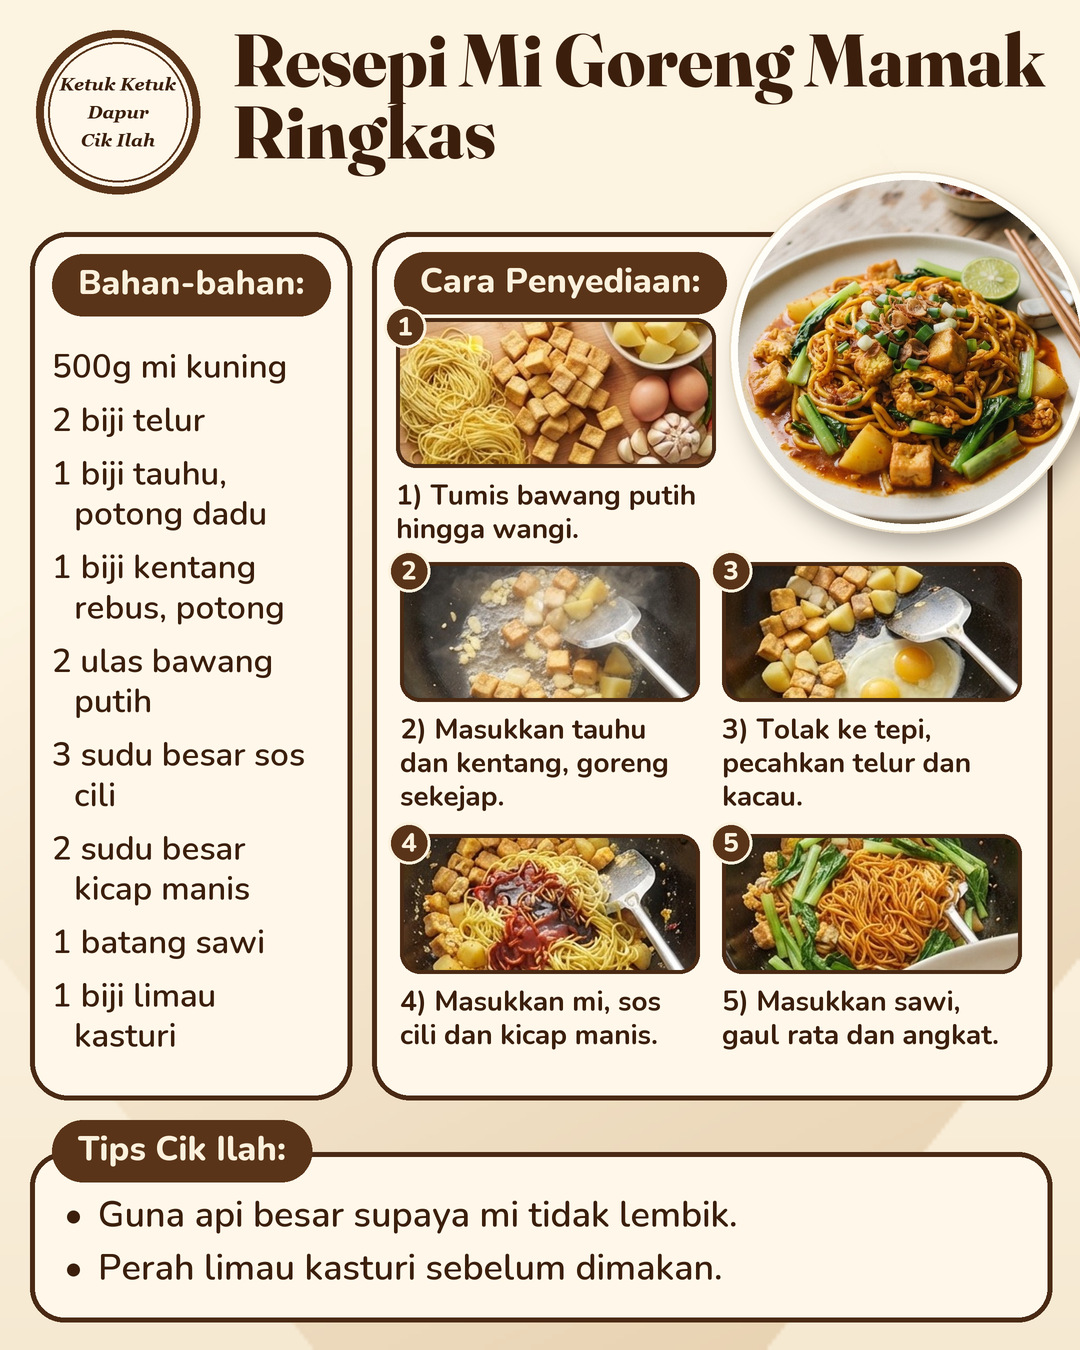 Ketuk Ketuk
Dapur
Cik Ilah
Resepi Mi Goreng Mamak
Ringkas
Bahan-bahan:
500g mi kuning
2 biji telur
1 biji tauhu,
potong dadu
1 biji kentang
rebus, potong
2 ulas bawang
putih
3 sudu besar sos
cili
2 sudu besar
kicap manis
1 batang sawi
1 biji limau
kasturi
Cara Penyediaan:
1
1) Tumis bawang putih
hingga wangi.
2
2) Masukkan tauhu
dan kentang, goreng
sekejap.
3
3) Tolak ke tepi,
pecahkan telur dan
kacau.
4
4) Masukkan mi, sos
cili dan kicap manis.
5
5) Masukkan sawi,
gaul rata dan angkat.
Tips Cik Ilah:
• Guna api besar supaya mi tidak lembik.
• Perah limau kasturi sebelum dimakan.